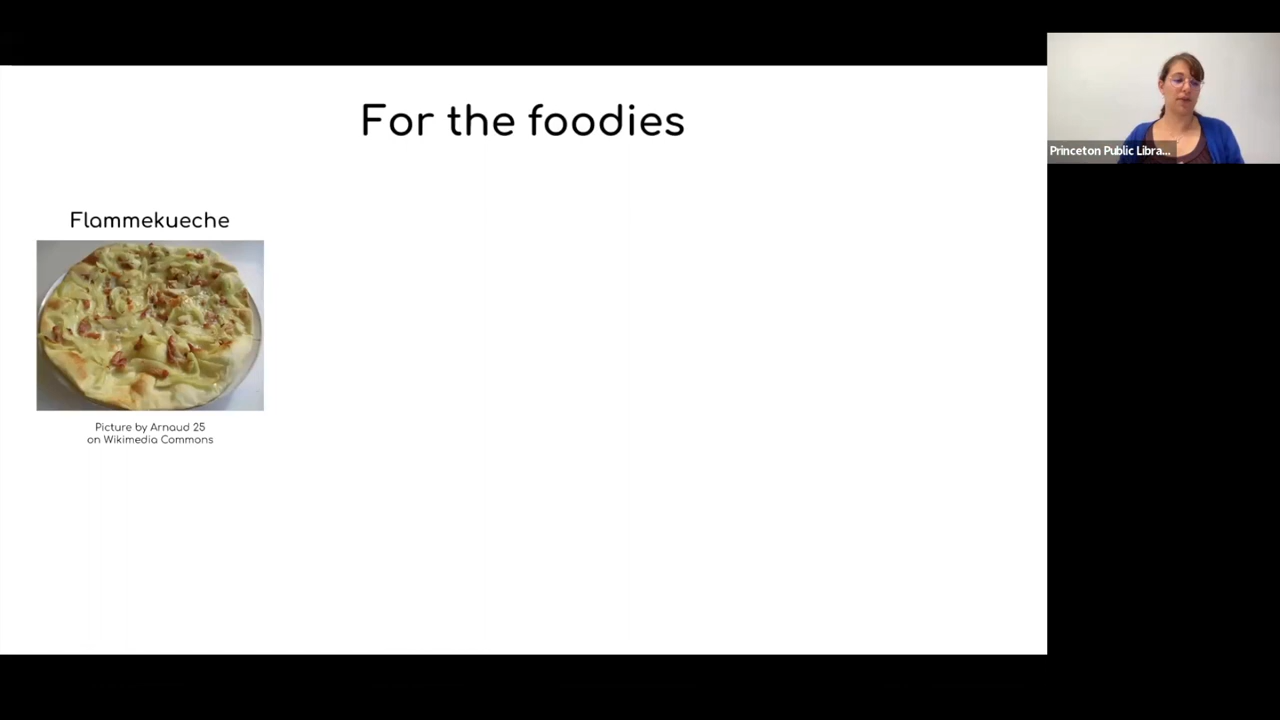 For the foodies
Princeton Public Libra...
Flammekueche
Picture by Arnaud 25
on Wikimedia Commons